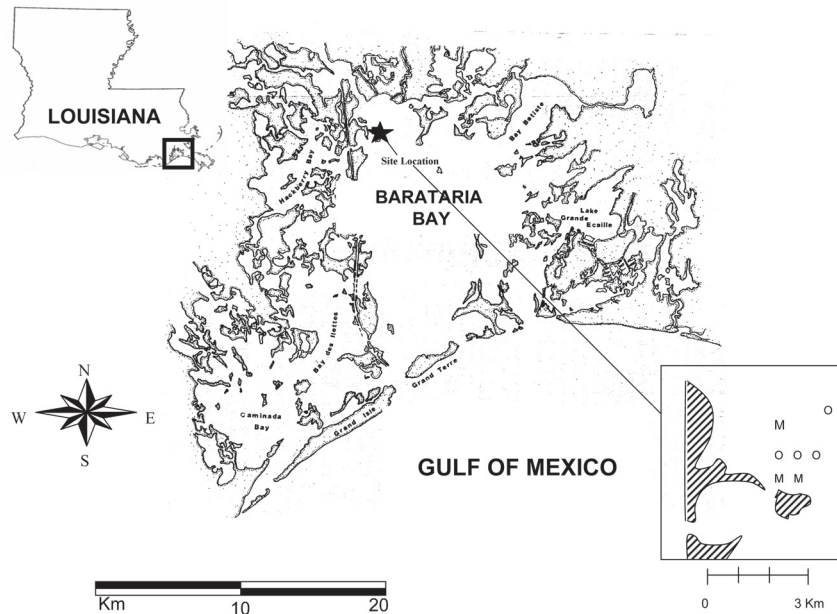 LOUISIANA
Bay Batiste
Site Location
Hackberry Bay
BARATARIA
BAY
Lake
Grande
Ecaille
Bay des Ilettes
Grand Terre
N
W E
S
Caminada
Bay
Grand Isle
GULF OF MEXICO
O
M
O O O
M M
Km 10 20
0 3 Km